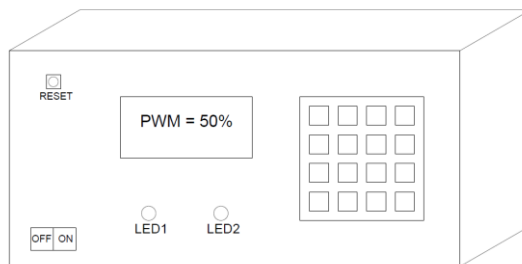 RESET
PWM = 50%
LED1 LED2
OFF ON